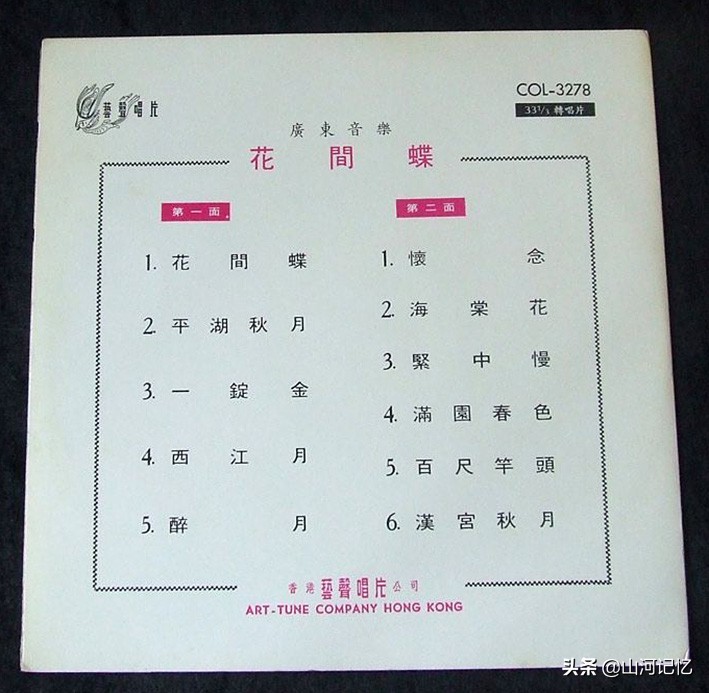 藝聲唱片
COL-3278
33⅓ 轉唱片
廣東音樂
花間蝶
第一面
1. 花間蝶
2. 平湖秋月
3. 一錠金
4. 西江月
5. 醉月
第二面
1. 懷念
2. 海棠花
3. 緊中慢
4. 滿園春色
5. 百尺竿頭
6. 漢宮秋月
香港藝聲唱片公司
ART-TUNE COMPANY HONG KONG
头条 @山河记忆